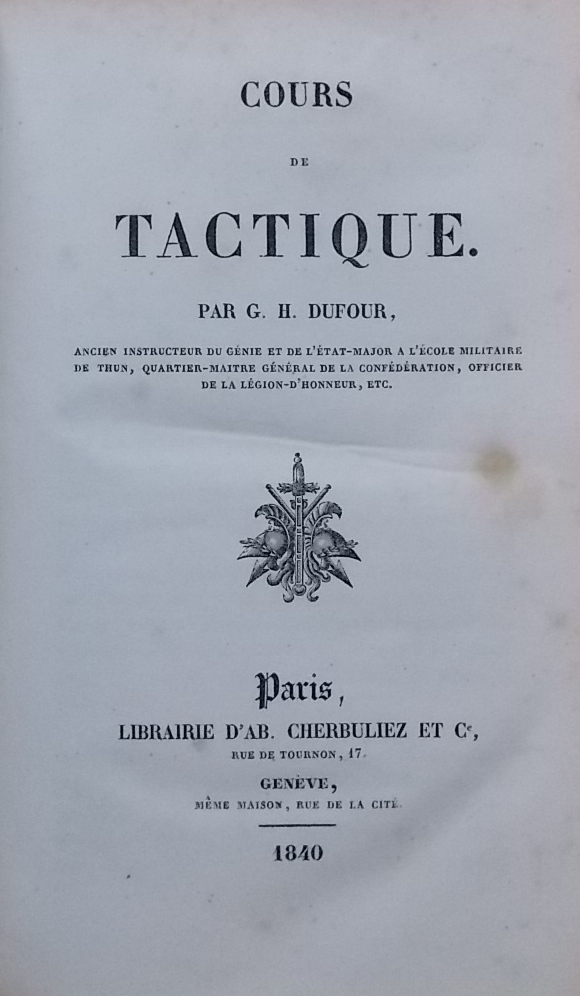 COURS
DE
TACTIQUE.
PAR G. H. DUFOUR,
ANCIEN INSTRUCTEUR DU GÉNIE ET DE L'ÉTAT-MAJOR A L'ÉCOLE MILITAIRE
DE THUN, QUARTIER-MAITRE GÉNÉRAL DE LA CONFÉDÉRATION, OFFICIER
DE LA LÉGION-D'HONNEUR, ETC.
Paris,
LIBRAIRIE D'AB. CHERBULIEZ ET Cᵉ,
RUE DE TOURNON, 17.
GENÈVE,
MÊME MAISON, RUE DE LA CITÉ.
1840